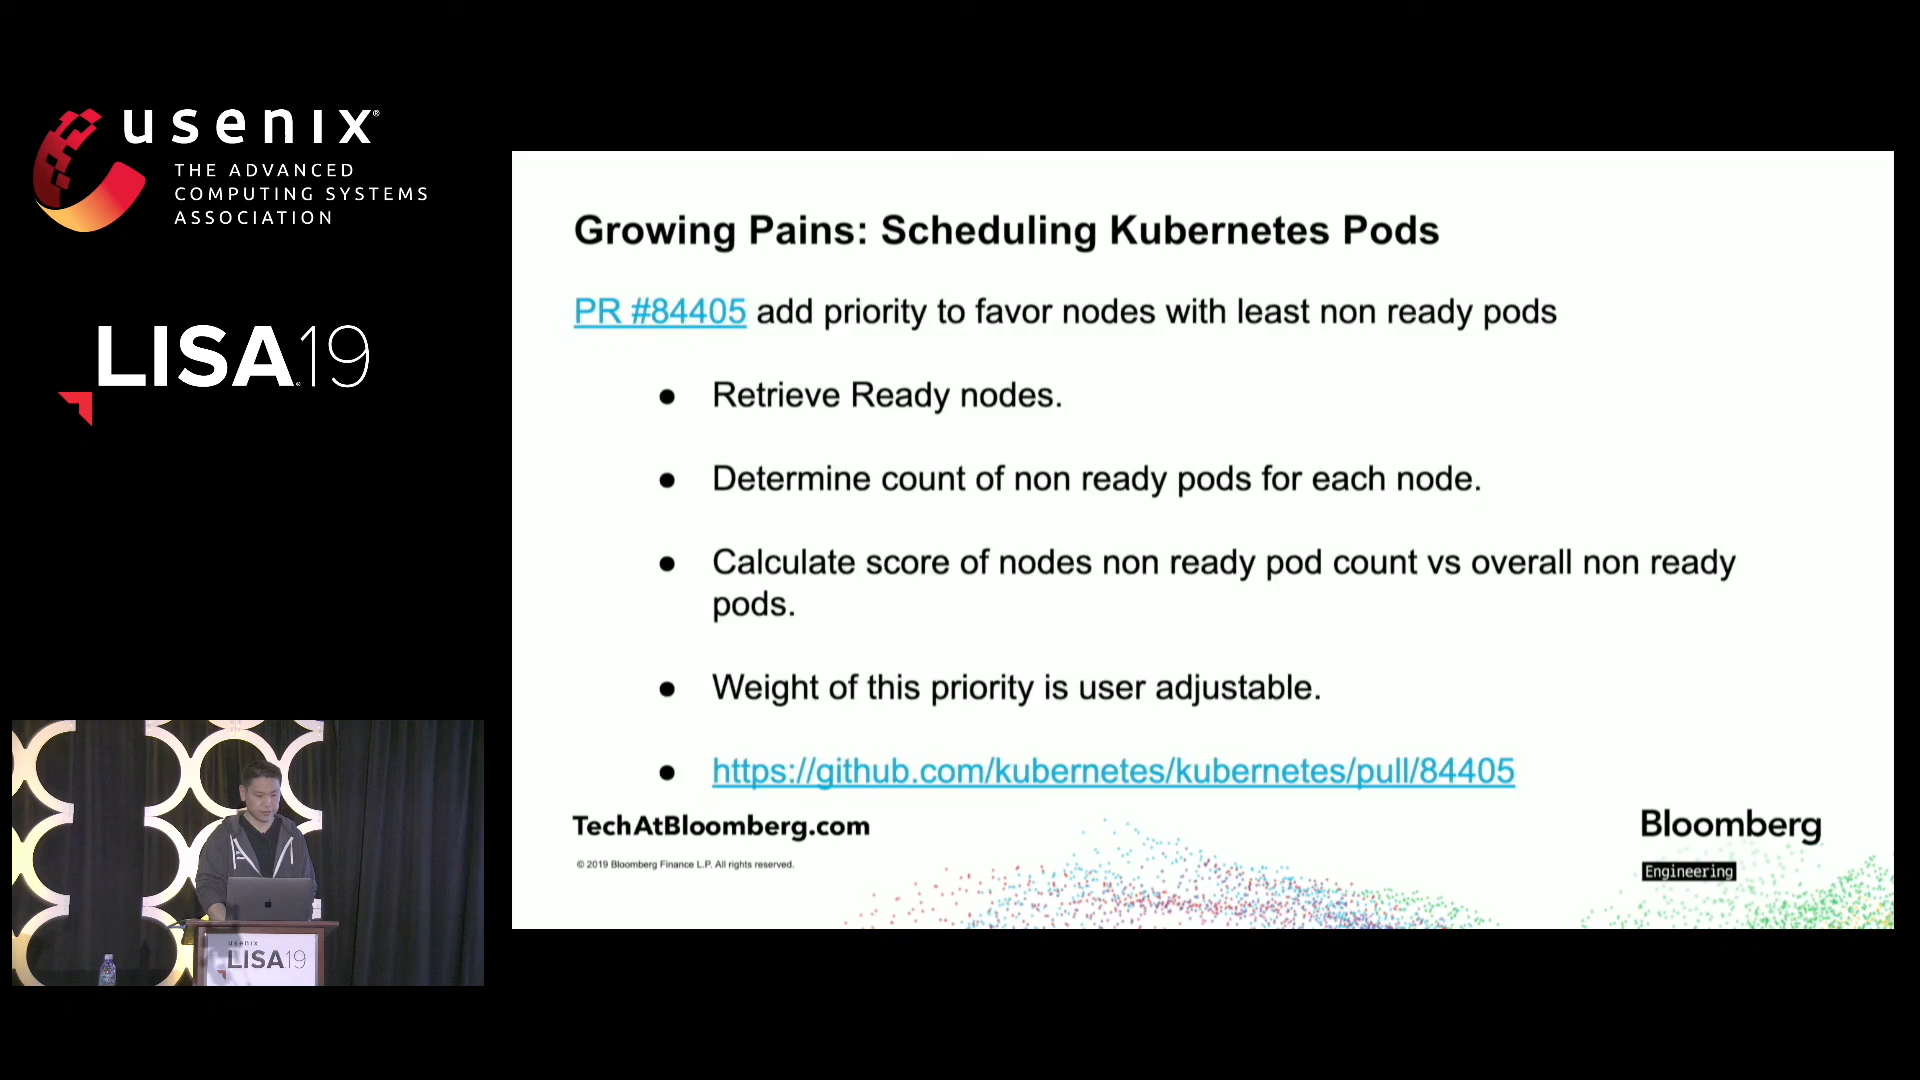 usenix®
THE ADVANCED
COMPUTING SYSTEMS
ASSOCIATION
LISA19
Growing Pains: Scheduling Kubernetes Pods
PR #84405 add priority to favor nodes with least non ready pods
● Retrieve Ready nodes.
● Determine count of non ready pods for each node.
● Calculate score of nodes non ready pod count vs overall non ready
pods.
● Weight of this priority is user adjustable.
● https://github.com/kubernetes/kubernetes/pull/84405
TechAtBloomberg.com
© 2019 Bloomberg Finance L.P. All rights reserved.
Bloomberg
Engineering
usenix
LISA19